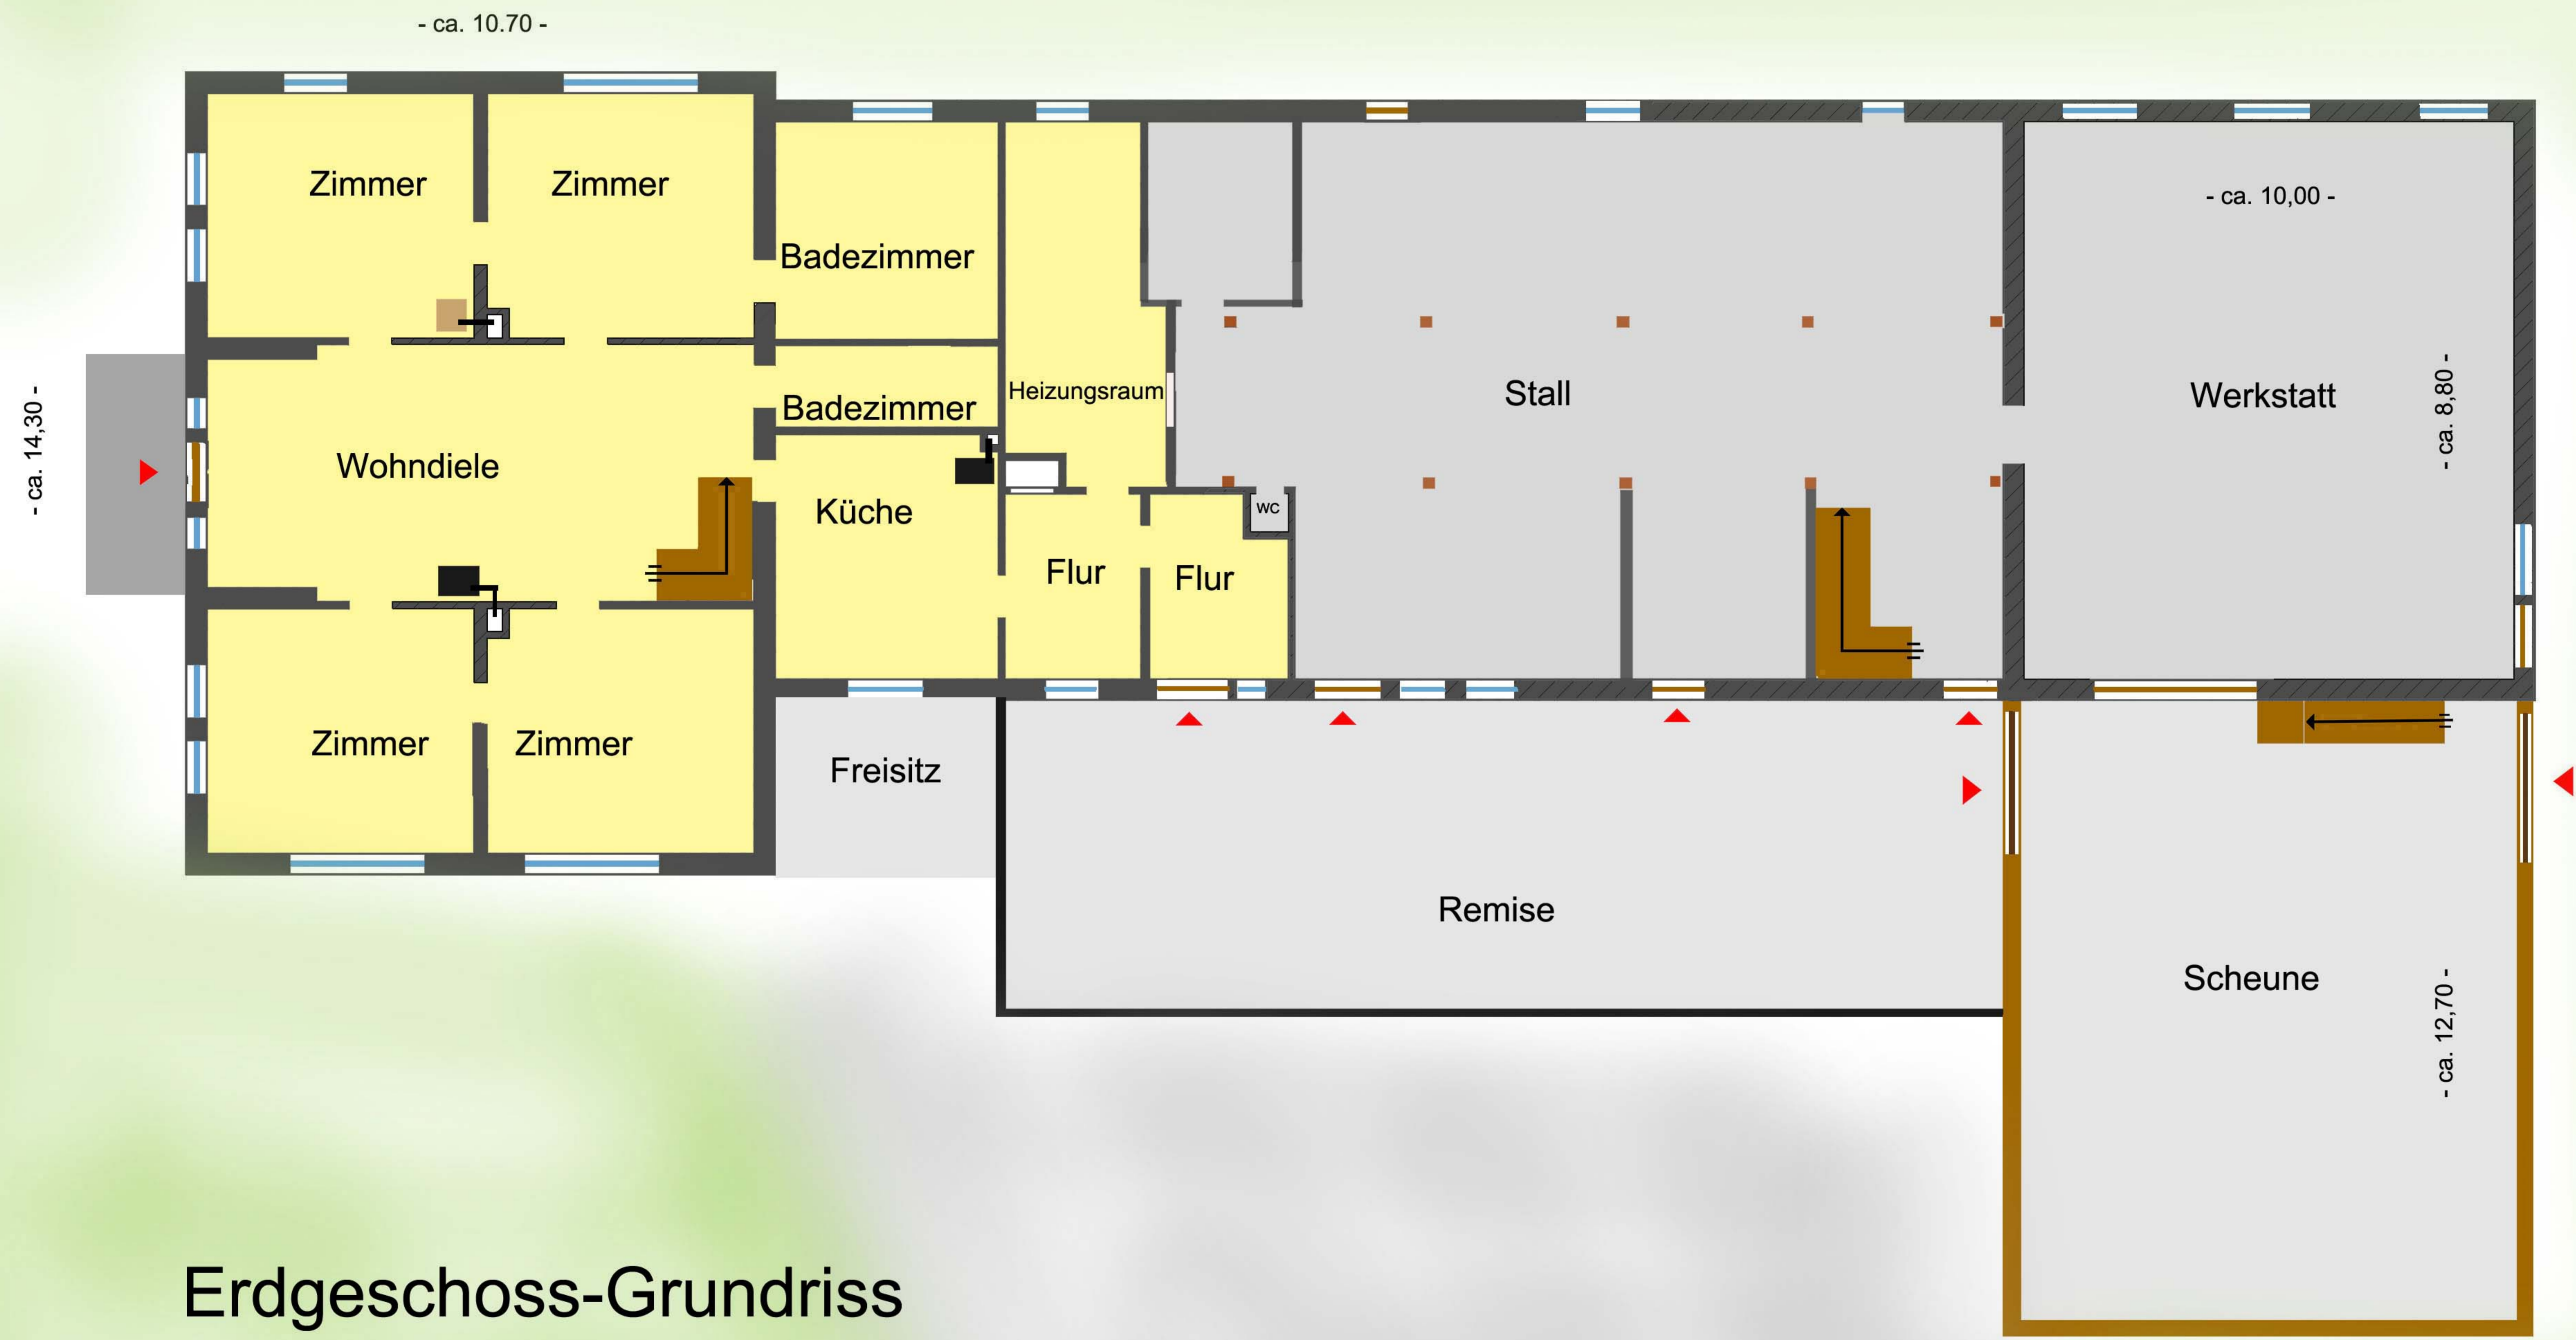 - ca. 10.70 -
Zimmer
Zimmer
- ca. 10,00 -
Badezimmer
Heizungsraum
Stall
Werkstatt
- ca. 8,80 -
Badezimmer
- ca. 14,30 -
Wohndiele
Küche
WC
Flur
Flur
Zimmer
Zimmer
Freisitz
Remise
Scheune
- ca. 12,70 -
Erdgeschoss-Grundriss